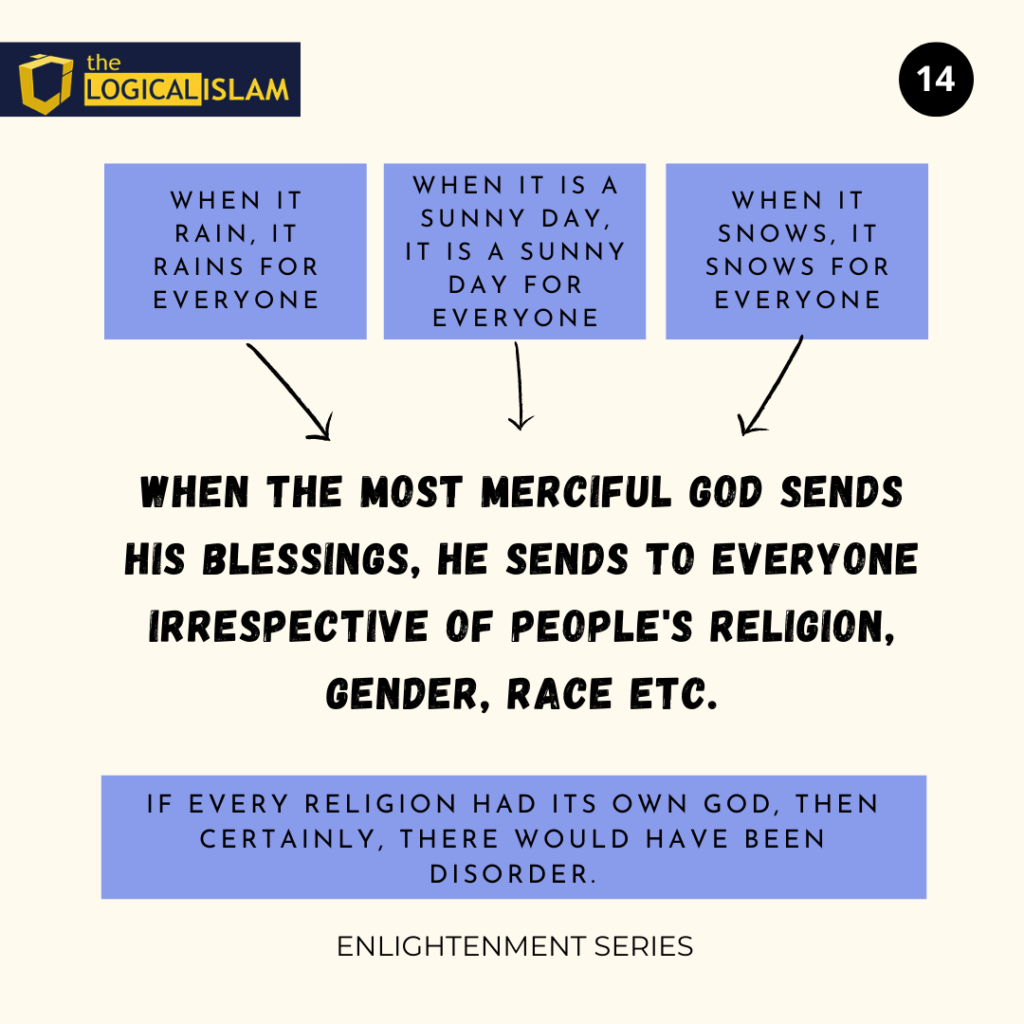 the
LOGICALISLAM
14
WHEN IT
RAIN, IT
RAINS FOR
EVERYONE
WHEN IT IS A
SUNNY DAY,
IT IS A SUNNY
DAY FOR
EVERYONE
WHEN IT
SNOWS, IT
SNOWS FOR
EVERYONE
WHEN THE MOST MERCIFUL GOD SENDS
HIS BLESSINGS, HE SENDS TO EVERYONE
IRRESPECTIVE OF PEOPLE'S RELIGION,
GENDER, RACE ETC.
IF EVERY RELIGION HAD ITS OWN GOD, THEN
CERTAINLY, THERE WOULD HAVE BEEN
DISORDER.
ENLIGHTENMENT SERIES